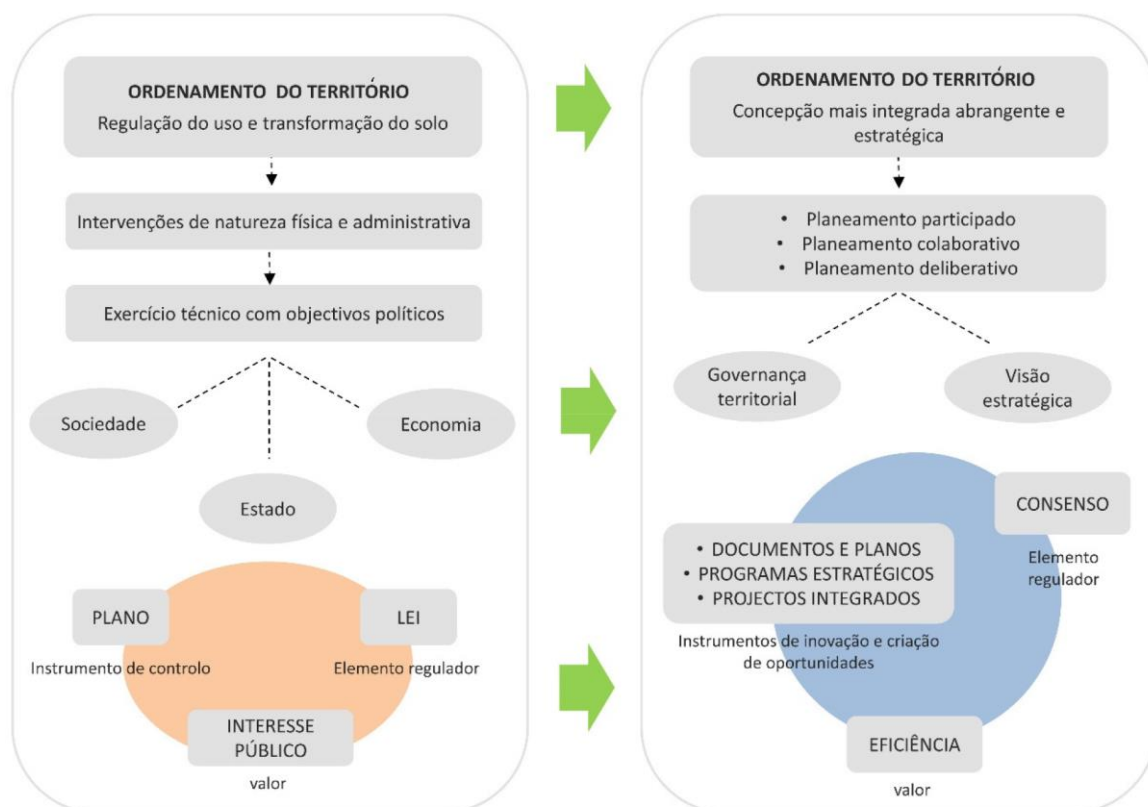 ORDENAMENTO DO TERRITÓRIO
Regulação do uso e transformação do solo
Intervenções de natureza física e administrativa
Exercício técnico com objectivos políticos
Sociedade
Economia
Estado
PLANO
LEI
Instrumento de controlo
Elemento regulador
INTERESSE
PÚBLICO
valor
ORDENAMENTO DO TERRITÓRIO
Concepção mais integrada abrangente e
estratégica
• Planeamento participado
• Planeamento colaborativo
• Planeamento deliberativo
Governança
territorial
Visão
estratégica
CONSENSO
Elemento
regulador
• DOCUMENTOS E PLANOS
• PROGRAMAS ESTRATÉGICOS
• PROJECTOS INTEGRADOS
Instrumentos de inovação e criação
de oportunidades
EFICIÊNCIA
valor